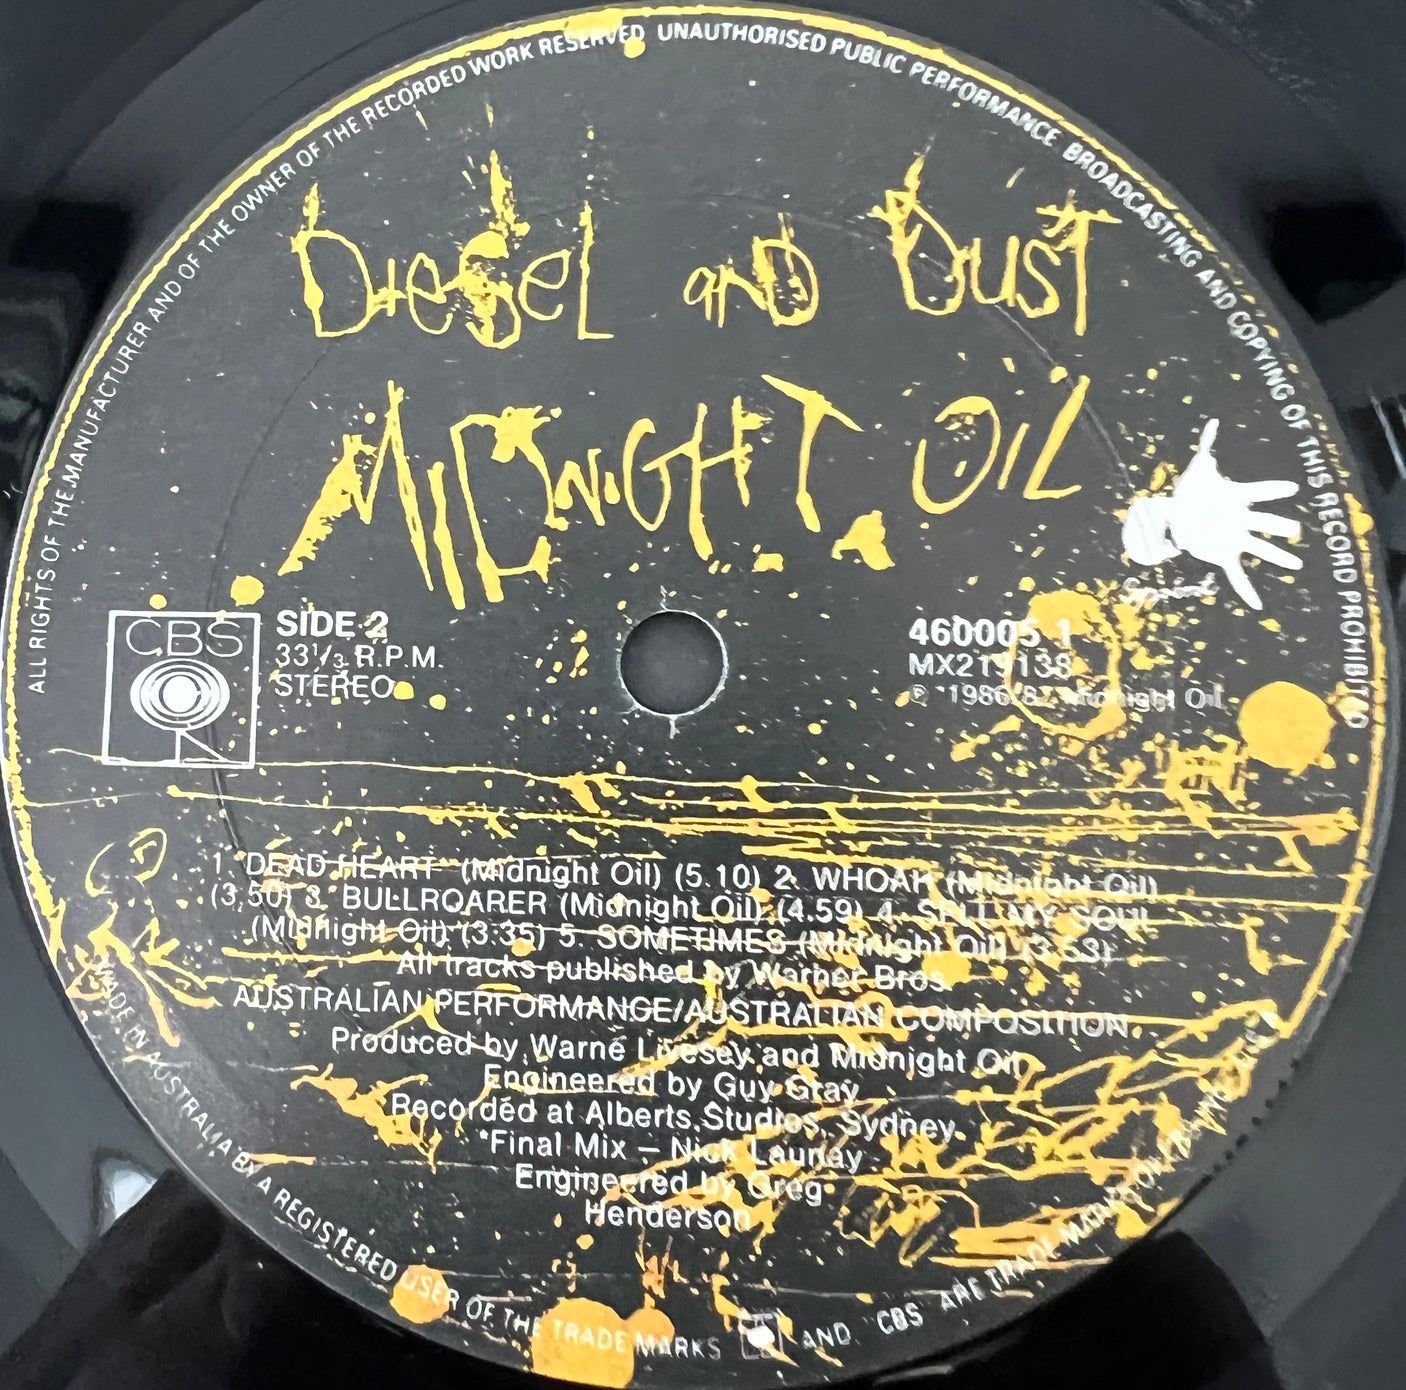 ALL RIGHTS OF THE MANUFACTURER AND OF THE OWNER OF THE RECORDED WORK RESERVED UNAUTHORISED PUBLIC PERFORMANCE BROADCASTING AND COPYING OF THIS RECORD PROHIBITED
Diesel and Dust
MIDNIGHT OIL
Sprint
CBS
SIDE 2
33⅓ R.P.M.
STEREO
460005 1
MX219138
℗ *1986/87 Midnight Oil
1. DEAD HEART* (Midnight Oil) (5.10) 2. WHOAH (Midnight Oil)
(3.50) 3. BULLROARER (Midnight Oil) (4.59) 4. SELL MY SOUL
(Midnight Oil) (3.35) 5. SOMETIMES (Midnight Oil) (3.53)
All tracks published by Warner Bros.
AUSTRALIAN PERFORMANCE/AUSTRALIAN COMPOSITION
Produced by Warne Livesey and Midnight Oil
Engineered by Guy Gray
Recorded at Alberts Studios, Sydney.
*Final Mix – Nick Launay
Engineered by Greg
Henderson
MADE IN AUSTRALIA BY A REGISTERED USER OF THE TRADE MARKS AND CBS ARE TRADE MARKS